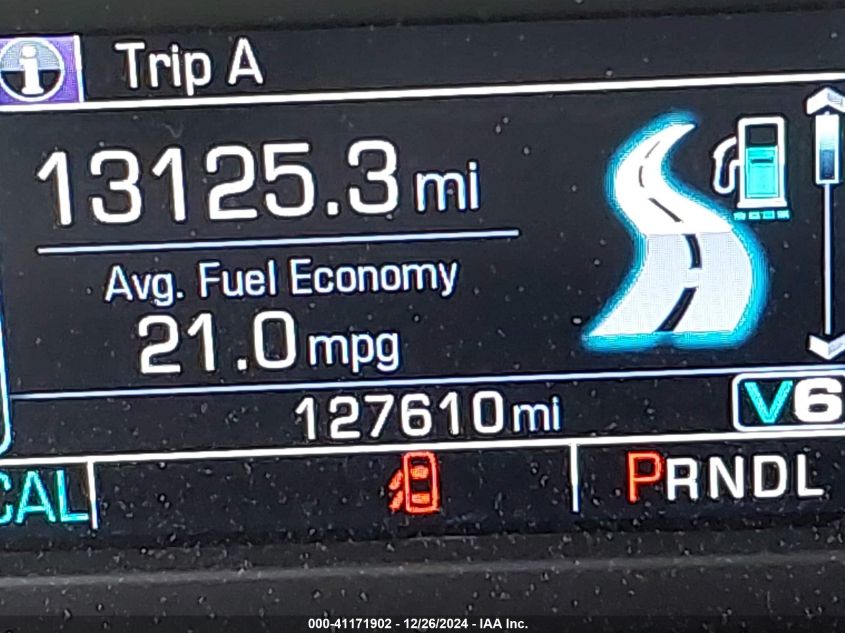 i Trip A
13125.3 mi
Avg. Fuel Economy
21.0 mpg
127610 mi V6
CAL PRNDL
000-41171902 - 12/26/2024 - IAA Inc.